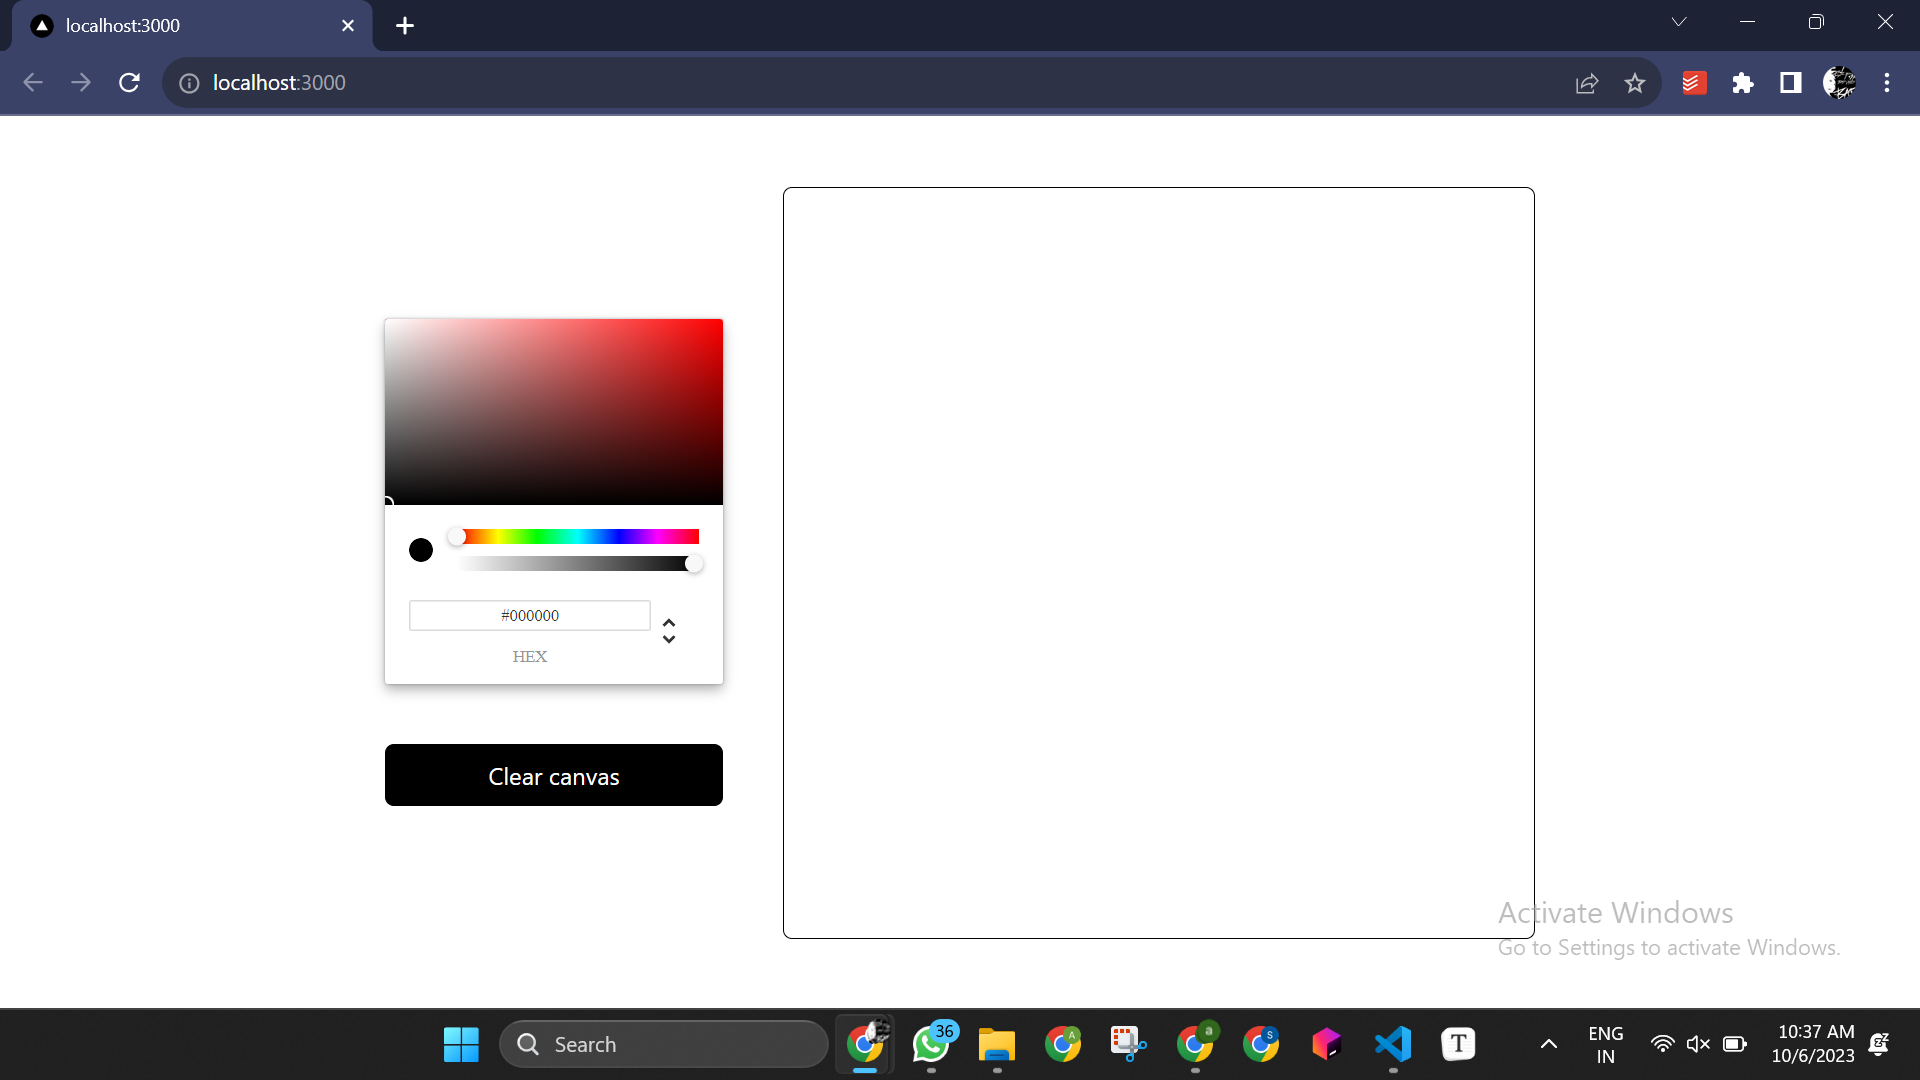 localhost:3000
localhost:3000
#000000
HEX
Clear canvas
Activate Windows
Go to Settings to activate Windows.
Search
36
A
a
S
T
ENG
IN
10:37 AM
10/6/2023